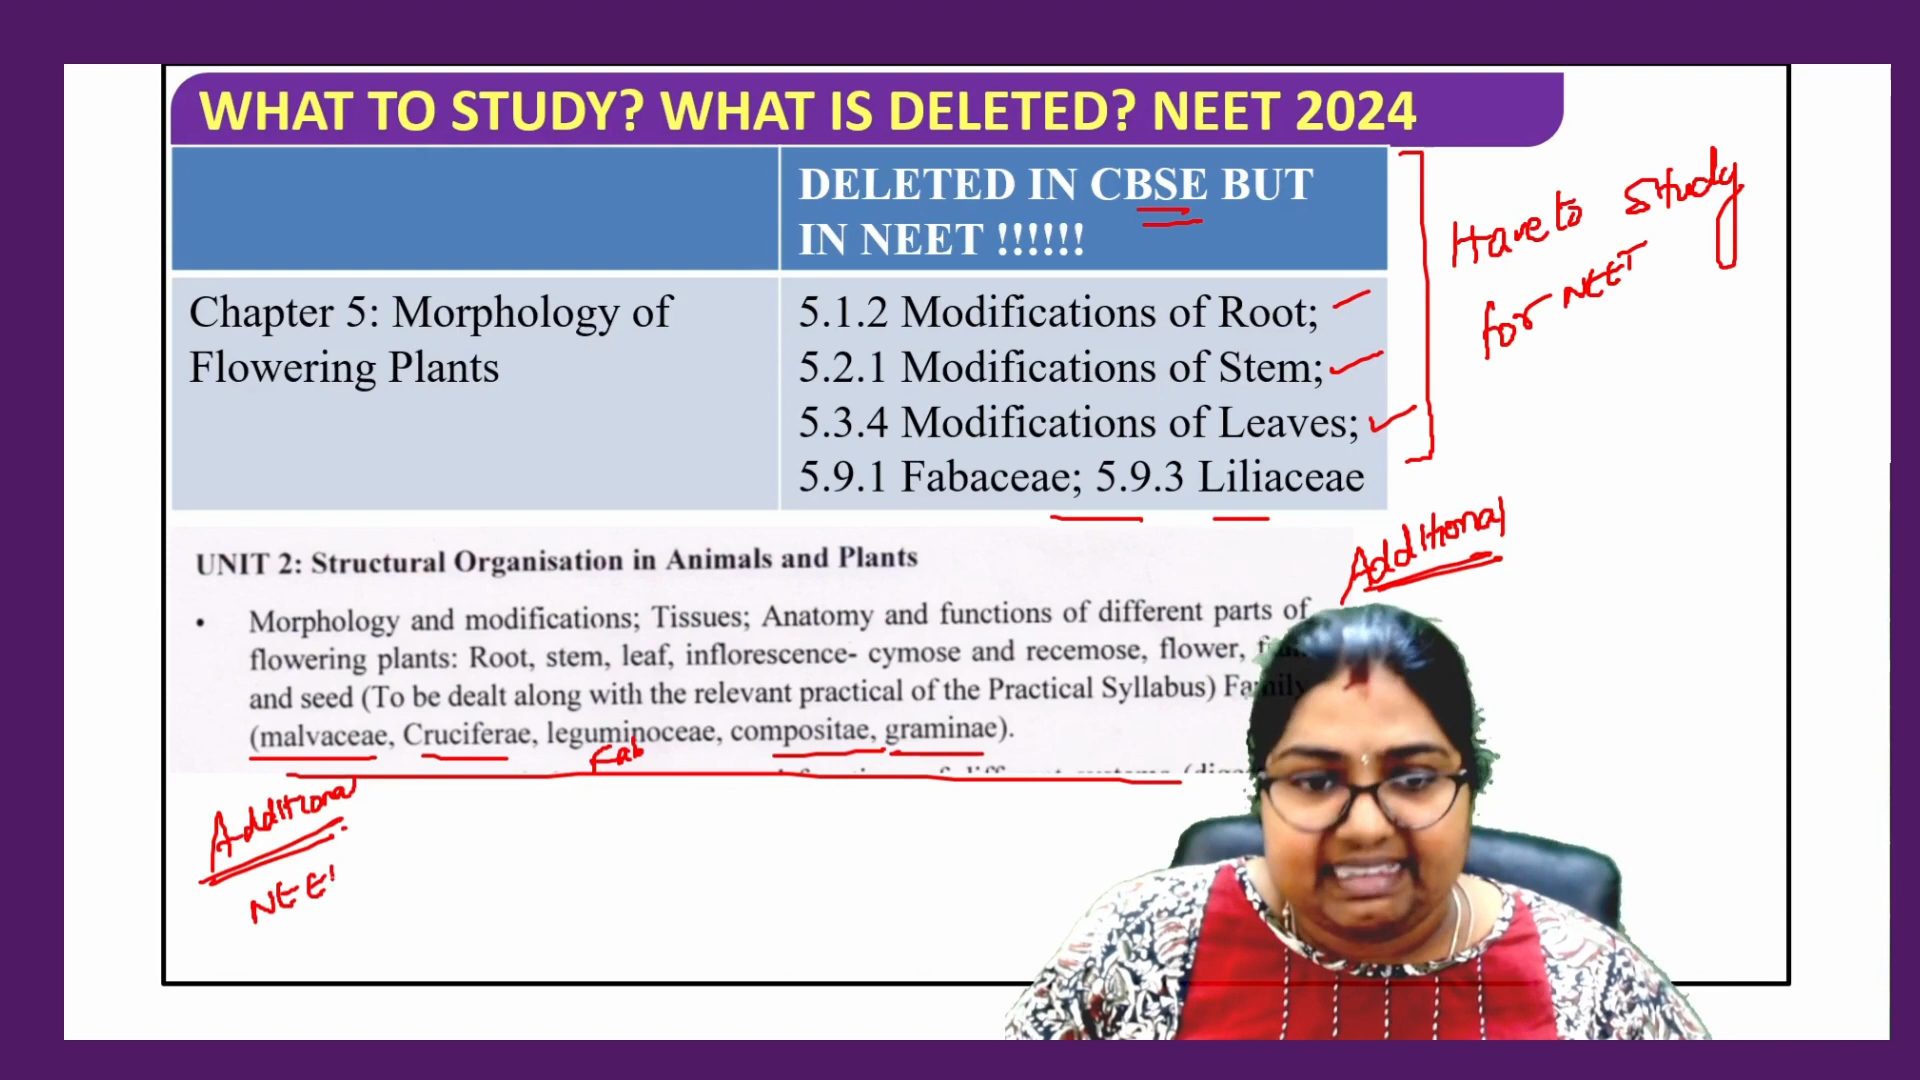 WHAT TO STUDY? WHAT IS DELETED? NEET 2024
DELETED IN CBSE BUT
IN NEET !!!!!!
Chapter 5: Morphology of
Flowering Plants
5.1.2 Modifications of Root;
5.2.1 Modifications of Stem;
5.3.4 Modifications of Leaves;
5.9.1 Fabaceae; 5.9.3 Liliaceae
Have to Study
for NEET
Additional
UNIT 2: Structural Organisation in Animals and Plants
• Morphology and modifications; Tissues; Anatomy and functions of different parts of
flowering plants: Root, stem, leaf, inflorescence- cymose and recemose, flower,
and seed (To be dealt along with the relevant practical of the Practical Syllabus) Family
(malvaceae, Cruciferae, leguminoceae, compositae, graminae).
Fab
Additional
NEE